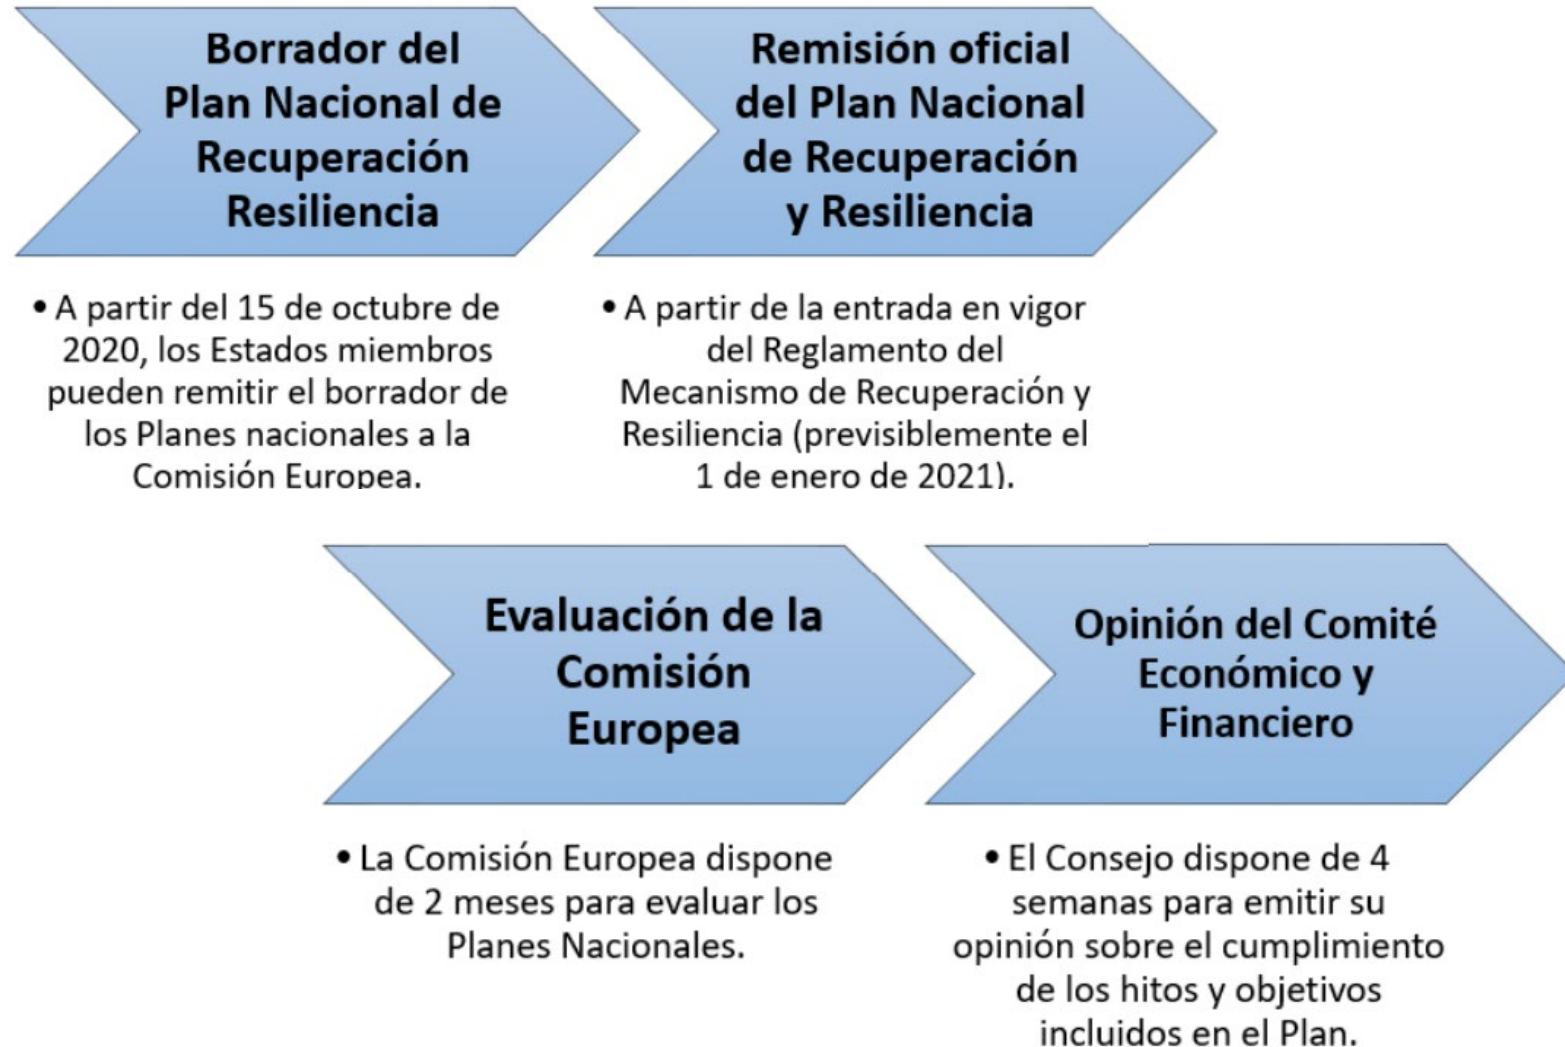 Borrador del
Plan Nacional de
Recuperación
Resiliencia
• A partir del 15 de octubre de
2020, los Estados miembros
pueden remitir el borrador de
los Planes nacionales a la
Comisión Europea.
Remisión oficial
del Plan Nacional
de Recuperación
y Resiliencia
• A partir de la entrada en vigor
del Reglamento del
Mecanismo de Recuperación y
Resiliencia (previsiblemente el
1 de enero de 2021).
Evaluación de la
Comisión
Europea
• La Comisión Europea dispone
de 2 meses para evaluar los
Planes Nacionales.
Opinión del Comité
Económico y
Financiero
• El Consejo dispone de 4
semanas para emitir su
opinión sobre el cumplimiento
de los hitos y objetivos
incluidos en el Plan.